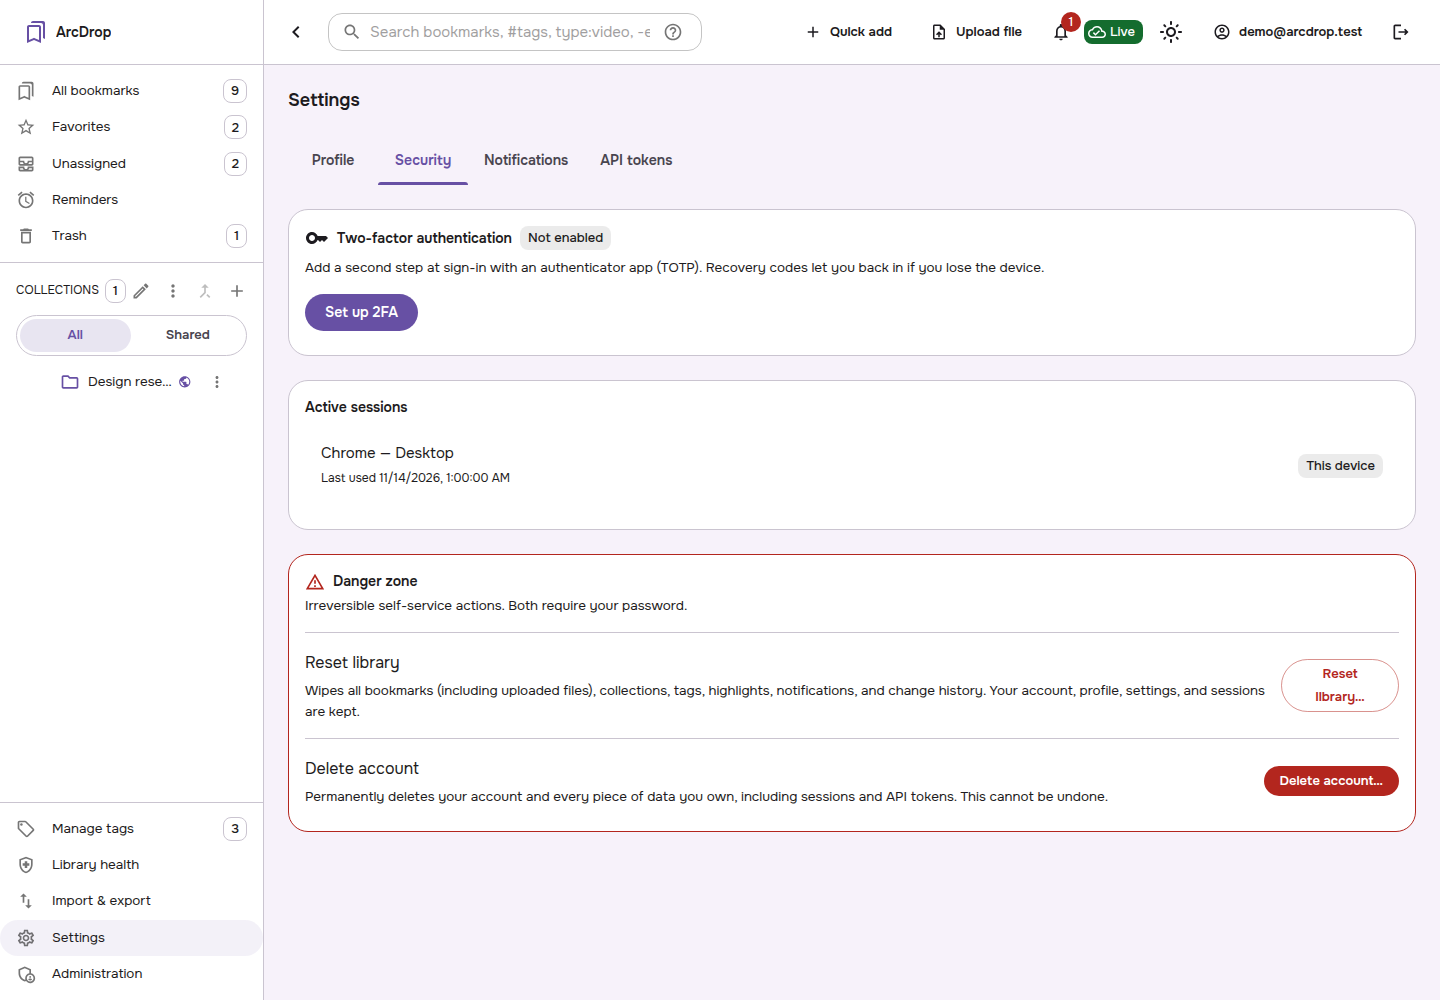 ArcDrop
Search bookmarks, #tags, type:video, -e
Quick add
Upload file
1
Live
demo@arcdrop.test
All bookmarks 9
Favorites 2
Unassigned 2
Reminders
Trash 1
COLLECTIONS 1
All Shared
Design rese...
Manage tags 3
Library health
Import & export
Settings
Administration
Settings
Profile Security Notifications API tokens
Two-factor authentication Not enabled
Add a second step at sign-in with an authenticator app (TOTP). Recovery codes let you back in if you lose the device.
Set up 2FA
Active sessions
Chrome — Desktop
Last used 11/14/2026, 1:00:00 AM
This device
Danger zone
Irreversible self-service actions. Both require your password.
Reset library
Wipes all bookmarks (including uploaded files), collections, tags, highlights, notifications, and change history. Your account, profile, settings, and sessions
are kept.
Reset
library...
Delete account
Permanently deletes your account and every piece of data you own, including sessions and API tokens. This cannot be undone.
Delete account...